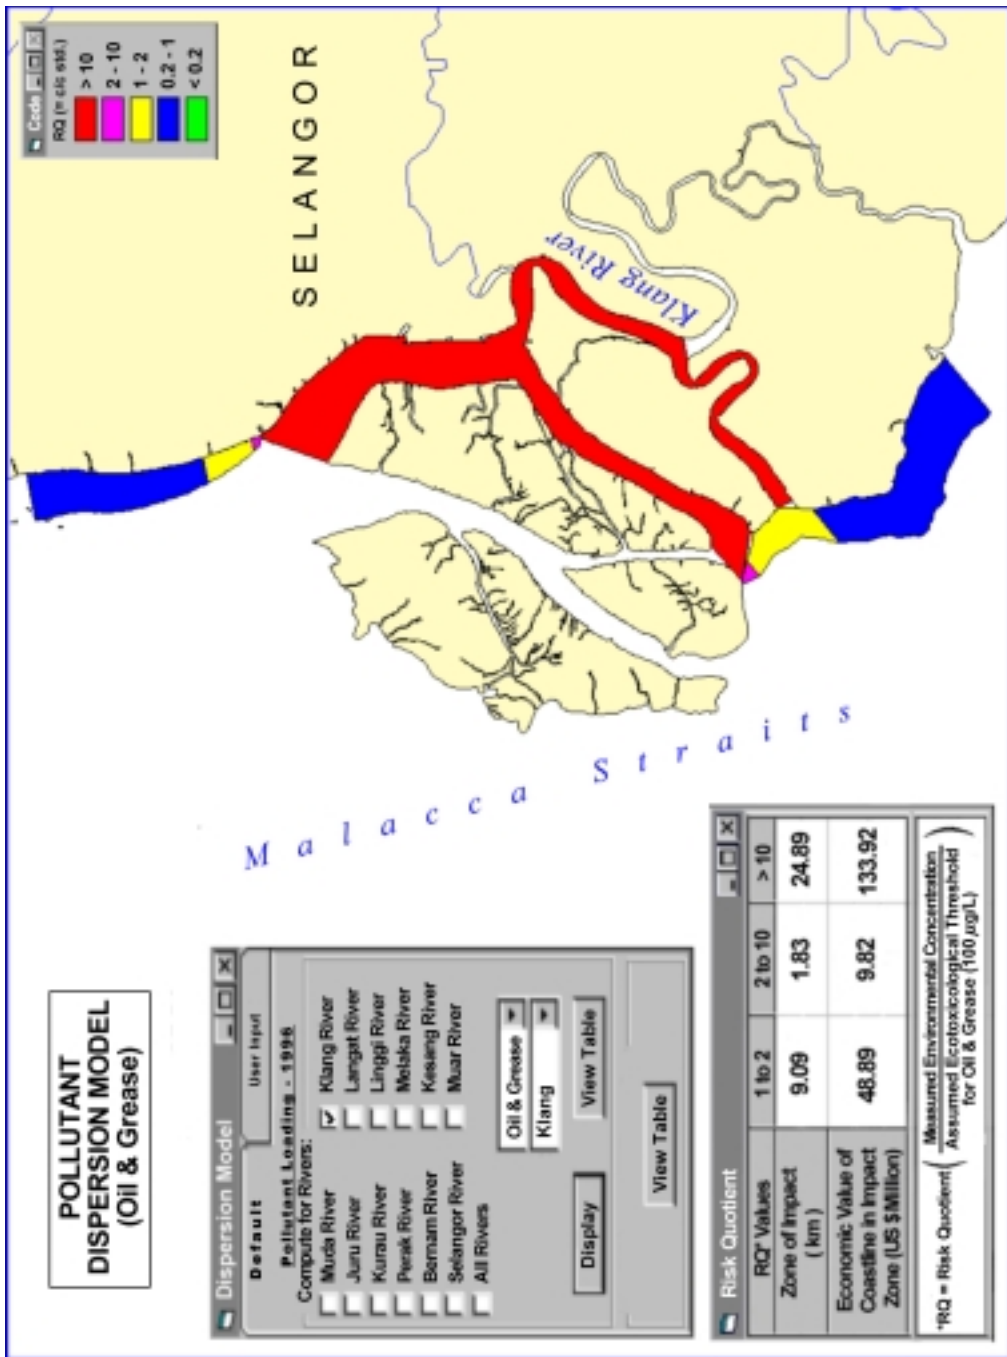 POLLUTANT
DISPERSION MODEL
(Oil & Grease)
Dispersion Model
Default
User Input
Pollutant Loading - 1996
Compute for Rivers:
Muda River
Juru River
Kurau River
Perak River
Bernam River
Selangor River
All Rivers
Klang River
Langat River
Linggi River
Melaka River
Kesang River
Muar River
Oil & Grease
Klang
Display
View Table
View Table
Risk Quotient
RQ* Values 1 to 2 2 to 10 > 10
Zone of Impact
( km ) 9.09 1.83 24.89
Economic Value of
Coastline in Impact
Zone (US $Million) 48.89 9.82 133.92
*RQ = Risk Quotient ( Measured Environmental Concentration
Assumed Ecotoxicological Threshold
for Oil & Grease (100 µg/L) )
Malacca Straits
SELANGOR
Klang River
Code
> 10
2 - 10
1 - 2
0.2 - 1
< 0.2